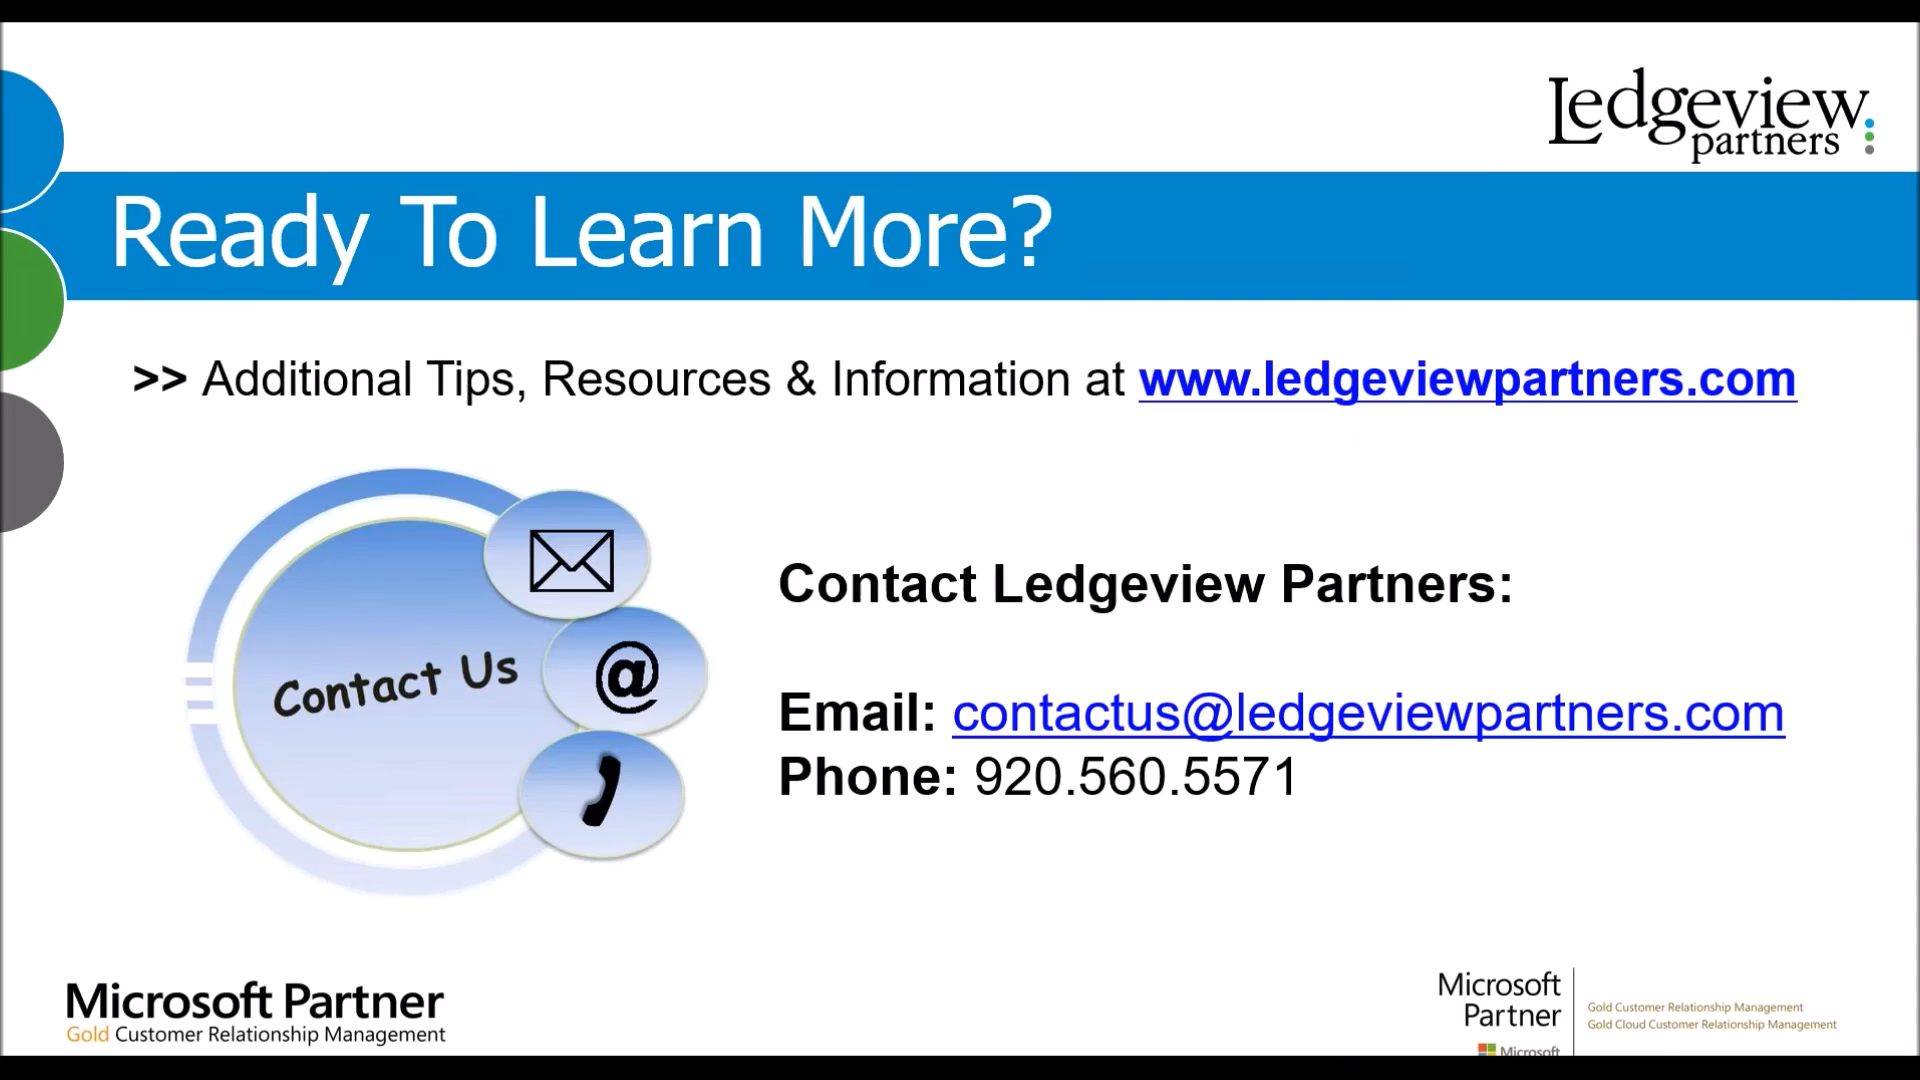 Ledgeview
partners
Ready To Learn More?
>> Additional Tips, Resources & Information at www.ledgeviewpartners.com
Contact Us
@
Contact Ledgeview Partners:
Email: contactus@ledgeviewpartners.com
Phone: 920.560.5571
Microsoft Partner
Gold Customer Relationship Management
Microsoft
Partner
Gold Customer Relationship Management
Gold Cloud Customer Relationship Management
Microsoft